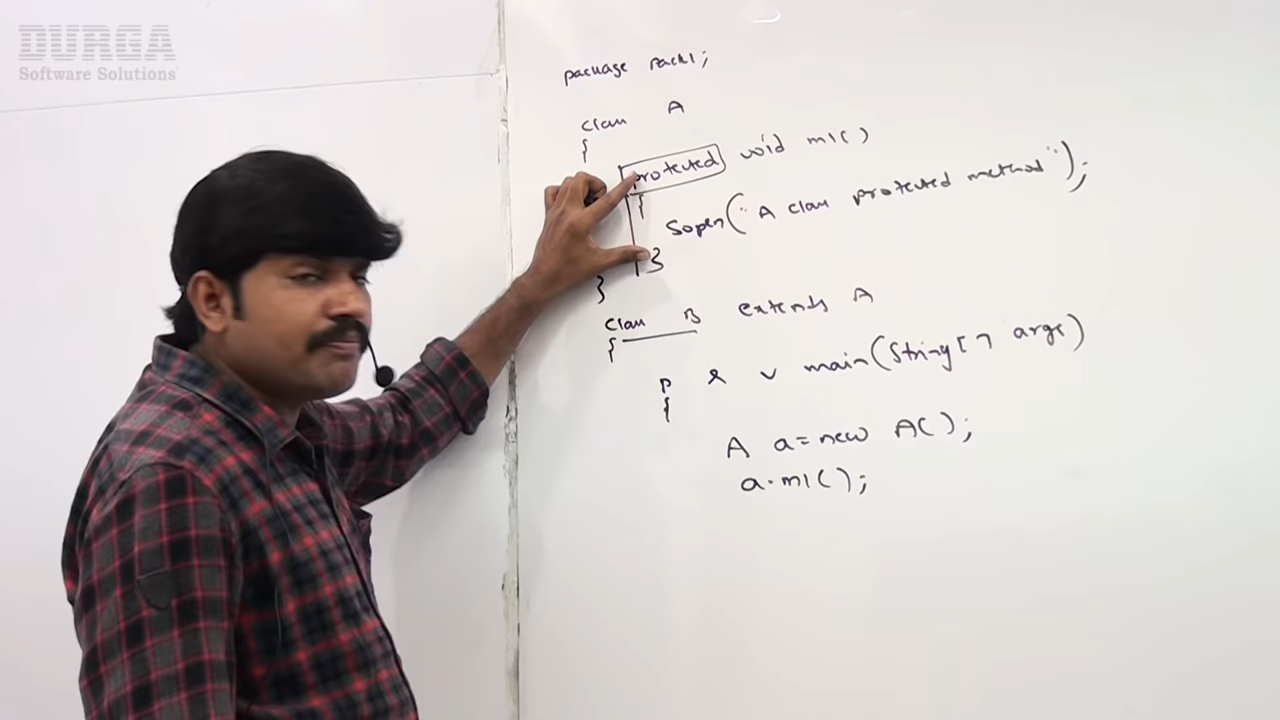 DURGA
Software Solutions
package pack1;
class A
{
protected void m1()
{
Sopln("A class protected method");
}
}
class B extends A
{
p s v main(String[] args)
{
A a=new A();
a.m1();